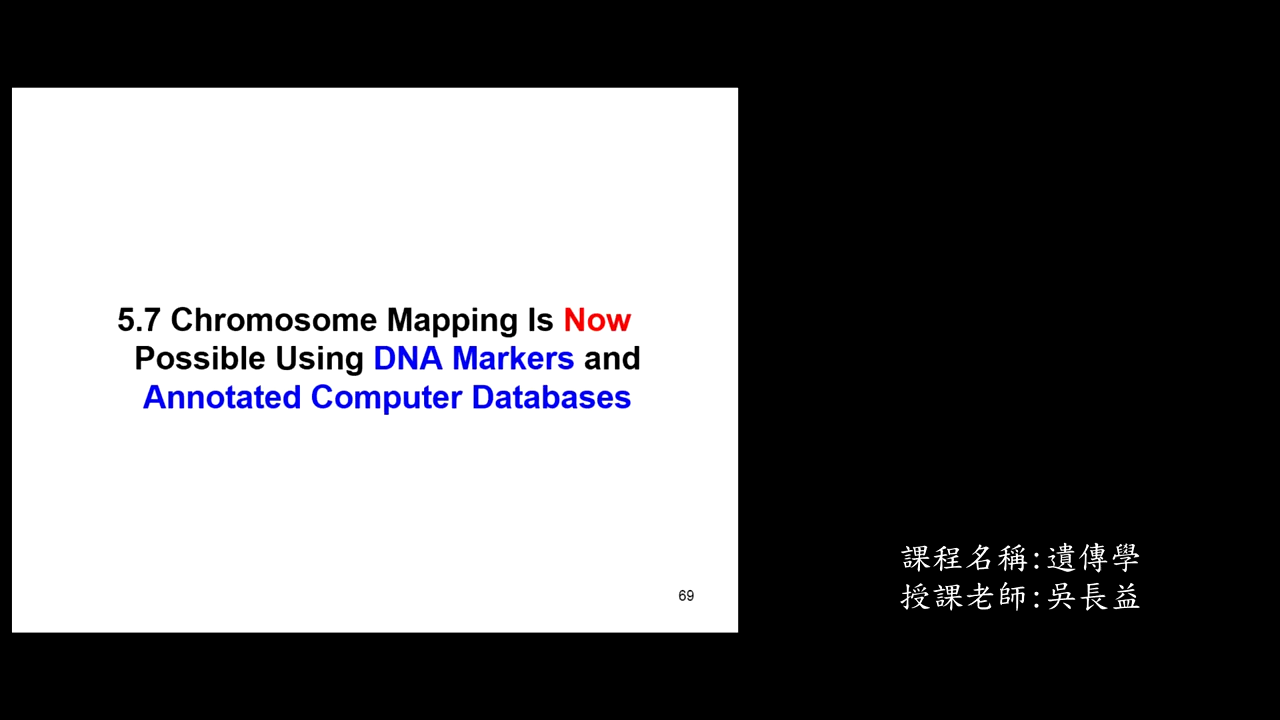 5.7 Chromosome Mapping Is Now
Possible Using DNA Markers and
Annotated Computer Databases
69
課程名稱:遺傳學
授課老師:吳長益